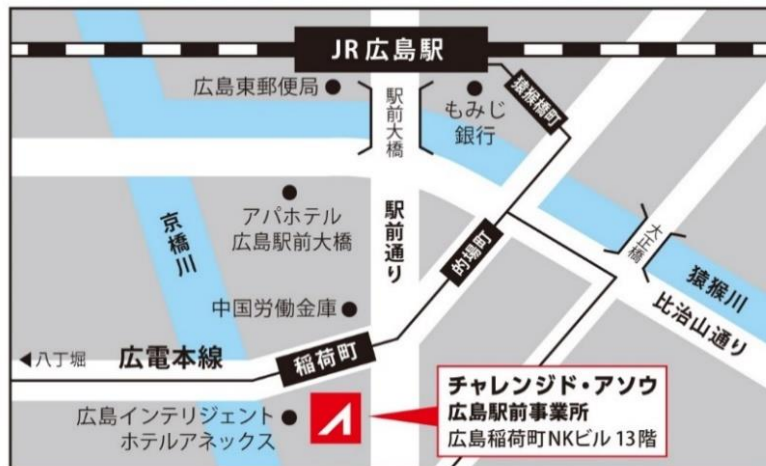 JR広島駅
広島東郵便局
駅前大橋
もみじ
銀行
猿猴橋町
アパホテル
広島駅前大橋
京橋川
駅前通り
的場町
大正橋
猿猴川
比治山通り
中国労働金庫
◀八丁堀
広電本線
稲荷町
広島インテリジェント
ホテルアネックス
チャレンジド・アソウ
広島駅前事業所
広島稲荷町NKビル 13階